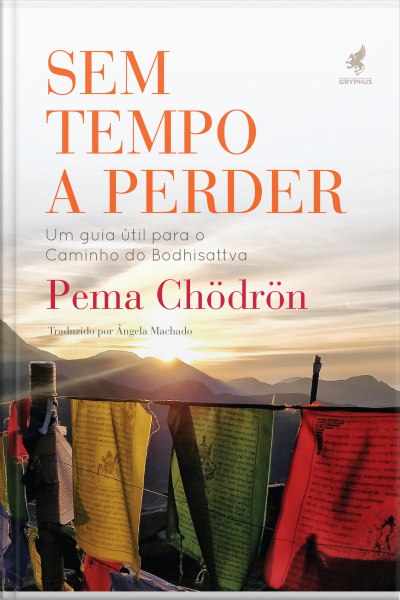 GRYPHUS
SEM
TEMPO
A PERDER
Um guia útil para o
Caminho do Bodhisattva
Pema Chödrön
Traduzido por Ângela Machado